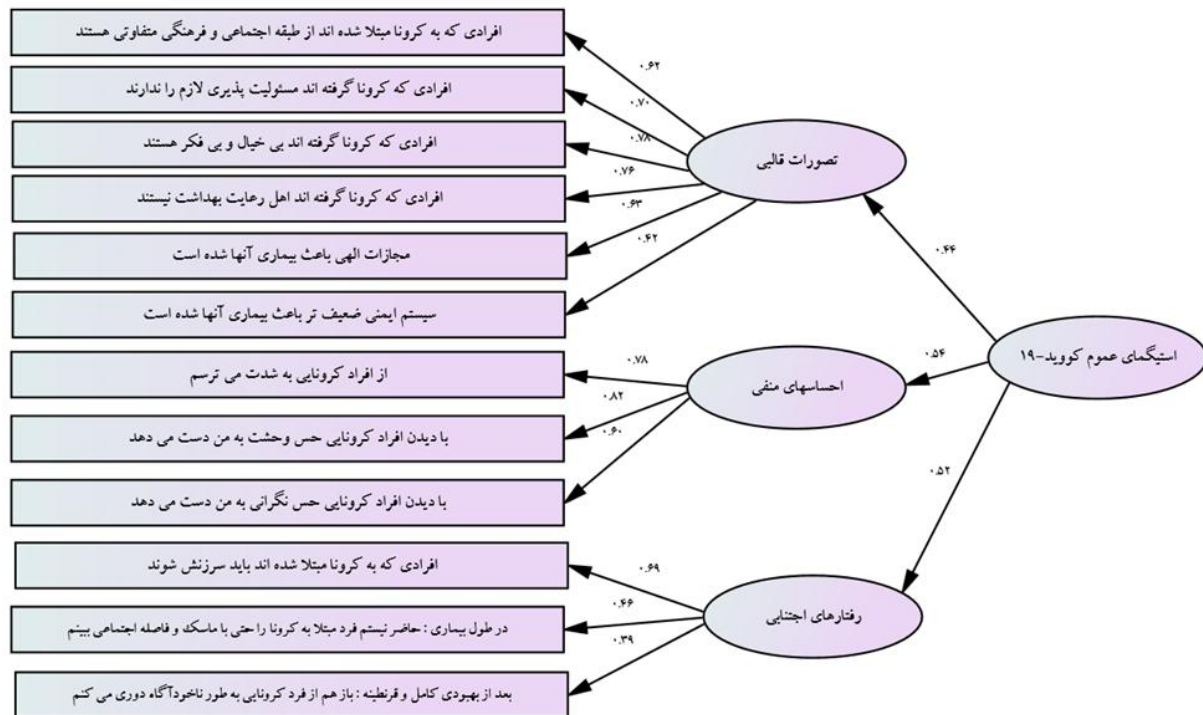 افرادی که به کرونا مبتلا شده اند از طبقه اجتماعی و فرهنگی متفاوتی هستند
افرادی که کرونا گرفته اند مسئولیت پذیری لازم را ندارند
افرادی که کرونا گرفته اند بی خیال و بی فکر هستند
افرادی که کرونا گرفته اند اهل رعایت بهداشت نیستند
مجازات الهی باعث بیماری آنها شده است
سیستم ایمنی ضعیف تر باعث بیماری آنها شده است
۰.۶۲
۰.۷۰
۰.۷۸
۰.۷۶
۰.۶۳
۰.۴۲
تصورات قالبی
۰.۴۴
از افراد کرونایی به شدت می ترسم
با دیدن افراد کرونایی حس وحشت به من دست می دهد
با دیدن افراد کرونایی حس نگرانی به من دست می دهد
۰.۷۸
۰.۸۲
۰.۶۰
احساسهای منفی
۰.۵۴
استیگمای عموم کووید-۱۹
افرادی که به کرونا مبتلا شده اند باید سرزنش شوند
در طول بیماری : حاضر نیستم فرد مبتلا به کرونا را حتی با ماسک و فاصله اجتماعی ببینم
بعد از بهبودی کامل و قرنطینه : باز هم از فرد کرونایی به طور ناخودآگاه دوری می کنم
۰.۶۹
۰.۴۶
۰.۳۹
رفتارهای اجتنابی
۰.۵۲